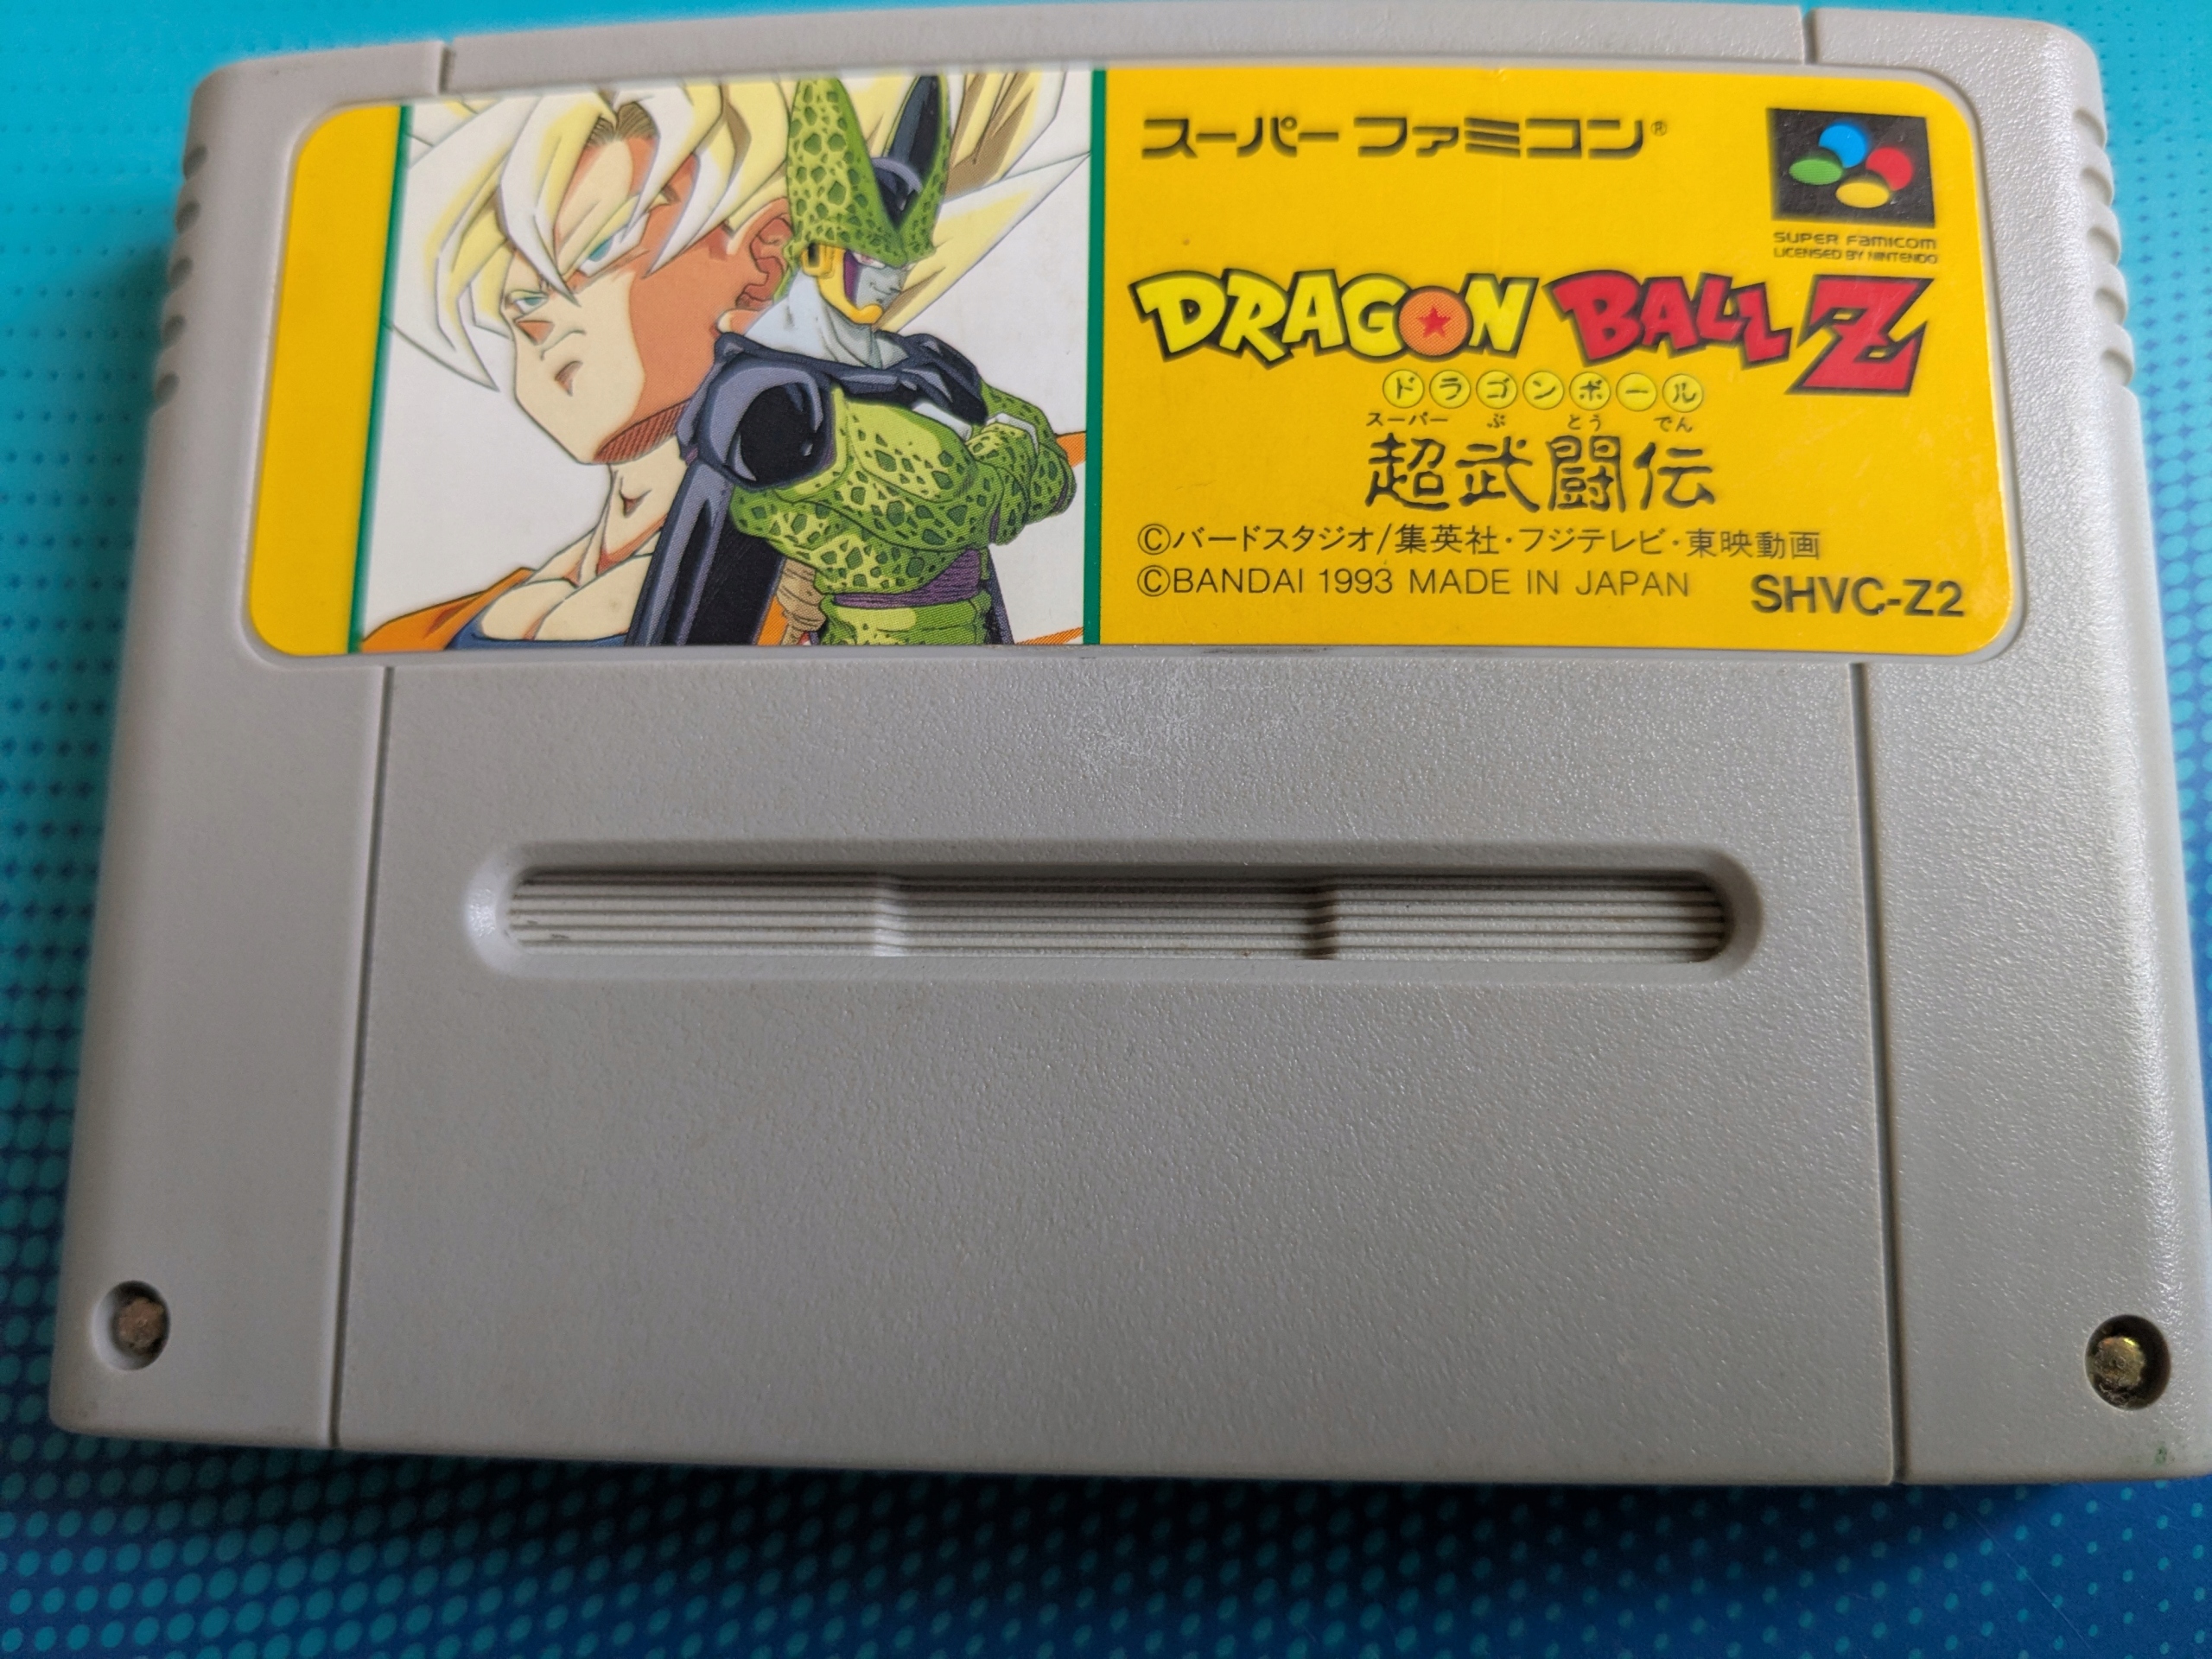 スーパーファミコン®
SUPER FAMICOM
LICENSED BY NINTENDO
DRAGON BALL Z
ドラゴンボール
スーパー ぶ とう でん
超武闘伝
©バードスタジオ/集英社・フジテレビ・東映動画
©BANDAI 1993 MADE IN JAPAN
SHVC-Z2